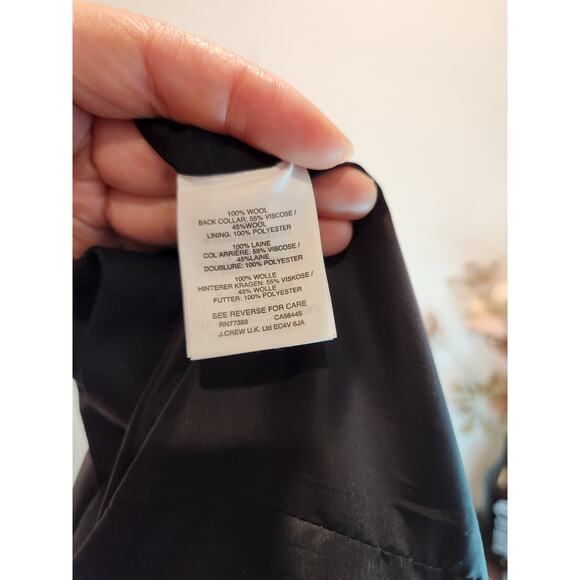 100% WOOL
BACK COLLAR: 55% VISCOSE /
45%WOOL
LINING: 100% POLYESTER
100% LAINE
COL ARRIÈRE: 55% VISCOSE /
45%LAINE
DOUBLURE: 100% POLYESTER
100% WOLLE
HINTERER KRAGEN: 55% VISKOSE /
45% WOLLE
FUTTER: 100% POLYESTER
SEE REVERSE FOR CARE
RN77388 CA56445
J.CREW U.K. Ltd EC4V 6JA